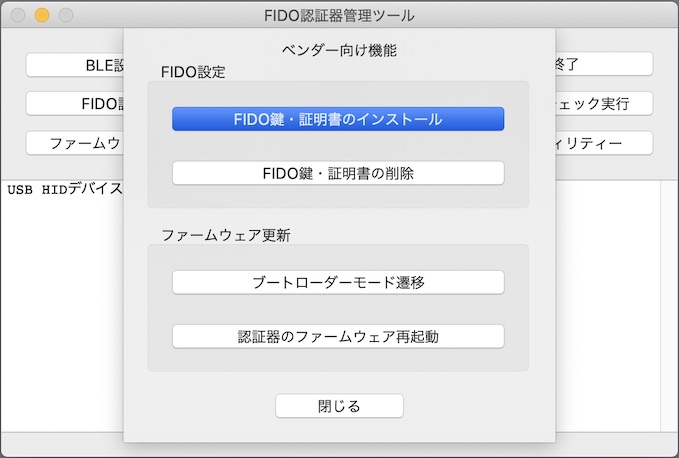 FIDO認証器管理ツール
ベンダー向け機能
FIDO設定
BLE設
終了
FIDO鍵・証明書のインストール
FIDO
ェック実行
FIDO鍵・証明書の削除
ファームウ
ィリティー
USB HIDデバイス
ファームウェア更新
ブートローダーモード遷移
認証器のファームウェア再起動
閉じる